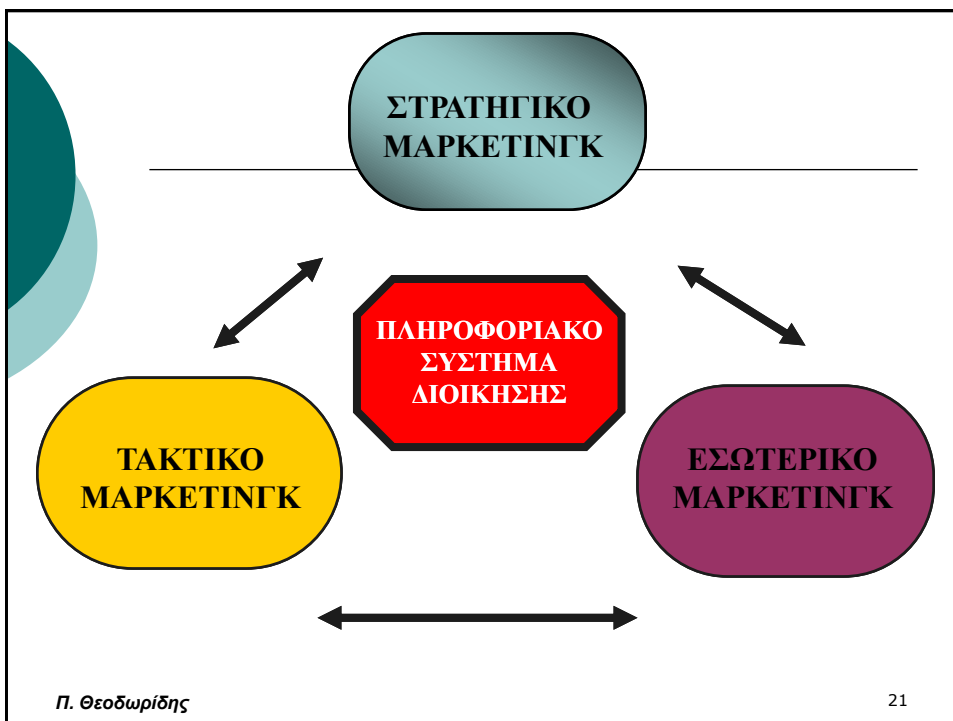 ΣΤΡΑΤΗΓΙΚΟ
ΜΑΡΚΕΤΙΝΓΚ
ΠΛΗΡΟΦΟΡΙΑΚΟ
ΣΥΣΤΗΜΑ
ΔΙΟΙΚΗΣΗΣ
ΤΑΚΤΙΚΟ
ΜΑΡΚΕΤΙΝΓΚ
ΕΣΩΤΕΡΙΚΟ
ΜΑΡΚΕΤΙΝΓΚ
Π. Θεοδωρίδης
21